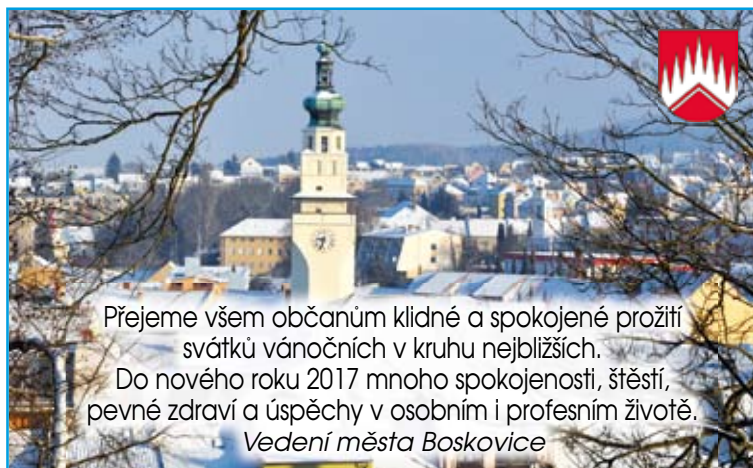 Přejeme všem občanům klidné a spokojené prožití
svátků vánočních v kruhu nejbližších.
Do nového roku 2017 mnoho spokojenosti, štěstí,
pevné zdraví a úspěchy v osobním i profesním životě.
Vedení města Boskovice